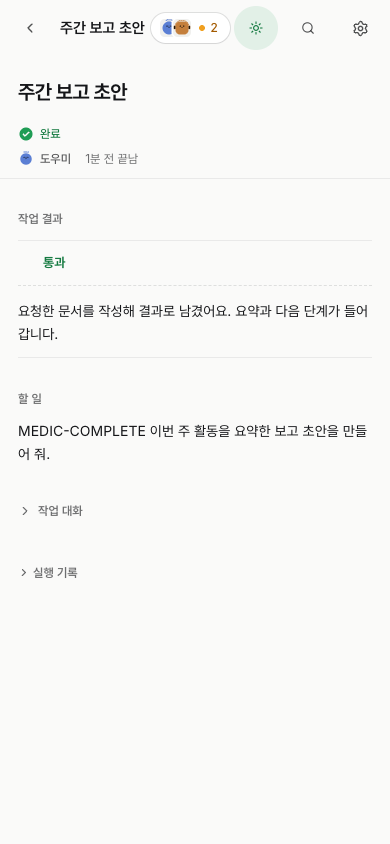 주간 보고 초안
2
주간 보고 초안
완료
도우미 1분 전 끝남
작업 결과
통과
요청한 문서를 작성해 결과로 남겼어요. 요약과 다음 단계가 들어
갑니다.
할 일
MEDIC-COMPLETE 이번 주 활동을 요약한 보고 초안을 만들
어 줘.
작업 대화
실행 기록